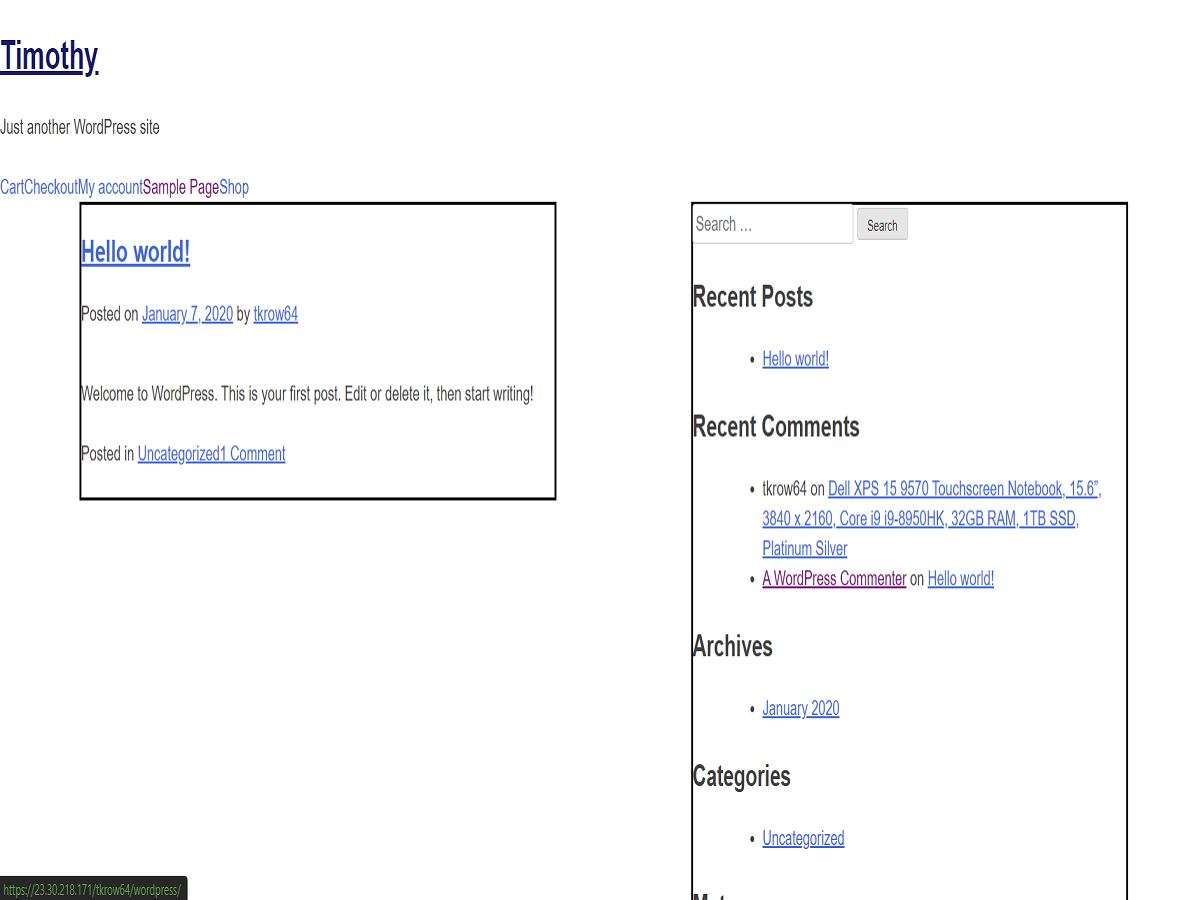 Timothy
Just another WordPress site
CartCheckoutMy accountSample PageShop
Hello world!
Posted on January 7, 2020 by tkrow64
Welcome to WordPress. This is your first post. Edit or delete it, then start writing!
Posted in Uncategorized1 Comment
Search … Search
Recent Posts
• Hello world!
Recent Comments
• tkrow64 on Dell XPS 15 9570 Touchscreen Notebook, 15.6”,
3840 x 2160, Core i9 i9-8950HK, 32GB RAM, 1TB SSD,
Platinum Silver
• A WordPress Commenter on Hello world!
Archives
• January 2020
Categories
• Uncategorized
https://23.30.218.171/tkrow64/wordpress/